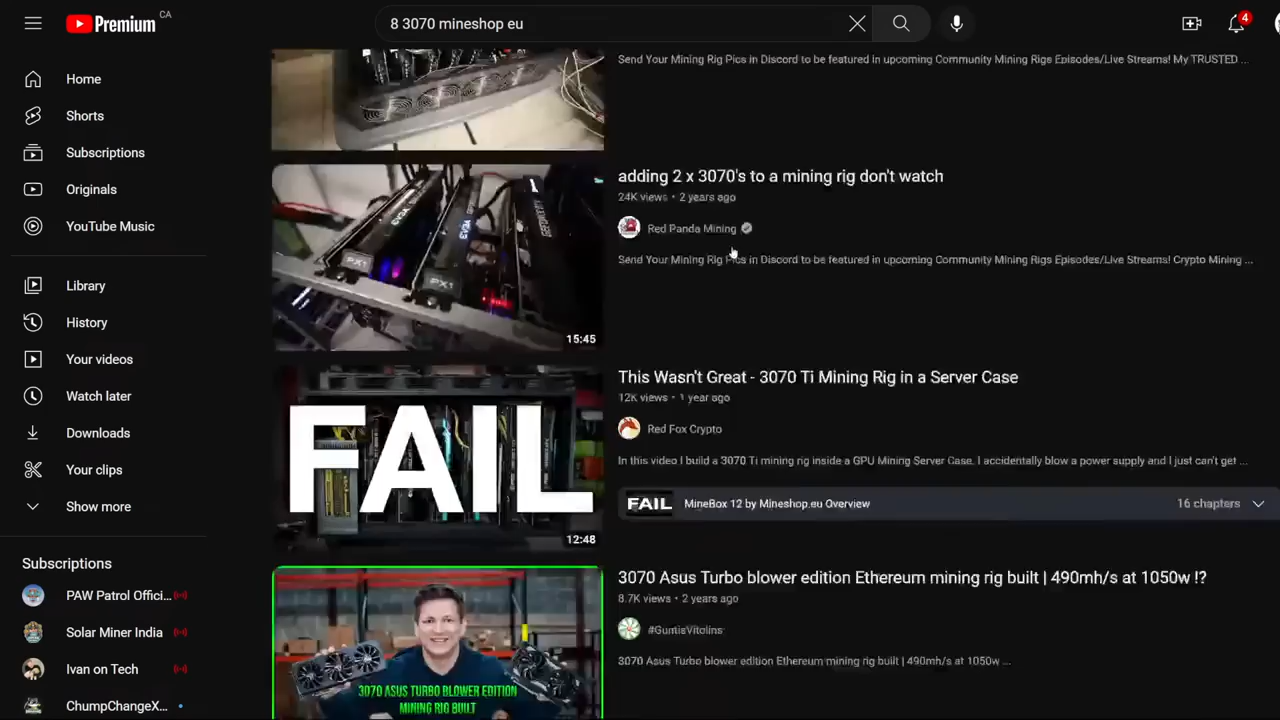 Premium CA
8 3070 mineshop eu
4
Home
Shorts
Subscriptions
Originals
YouTube Music
Library
History
Your videos
Watch later
Downloads
Your clips
Show more
Subscriptions
PAW Patrol Offici...
Solar Miner India
Ivan on Tech
ChumpChangeX...
Send Your Mining Rig Pics in Discord to be featured in upcoming Community Mining Rigs Episodes/Live Streams! My TRUSTED ...
adding 2 x 3070's to a mining rig don't watch
24K views • 2 years ago
Red Panda Mining
Send Your Mining Rig Pics in Discord to be featured in upcoming Community Mining Rigs Episodes/Live Streams! Crypto Mining ...
EVGA
EVGA
GEFORCE RTX
PX1
PX1
15:45
This Wasn't Great - 3070 Ti Mining Rig in a Server Case
12K views • 1 year ago
Red Fox Crypto
In this video I build a 3070 Ti mining rig inside a GPU Mining Server Case. I accidentally blow a power supply and I just can't get ...
FAIL MineBox 12 by Mineshop.eu Overview 16 chapters
FAIL
12:48
3070 Asus Turbo blower edition Ethereum mining rig built | 490mh/s at 1050w !?
8.7K views • 2 years ago
#GuntisVitolins
3070 Asus Turbo blower edition Ethereum mining rig built | 490mh/s at 1050w ...
3070 ASUS TURBO BLOWER EDITION
MINING RIG BUILT